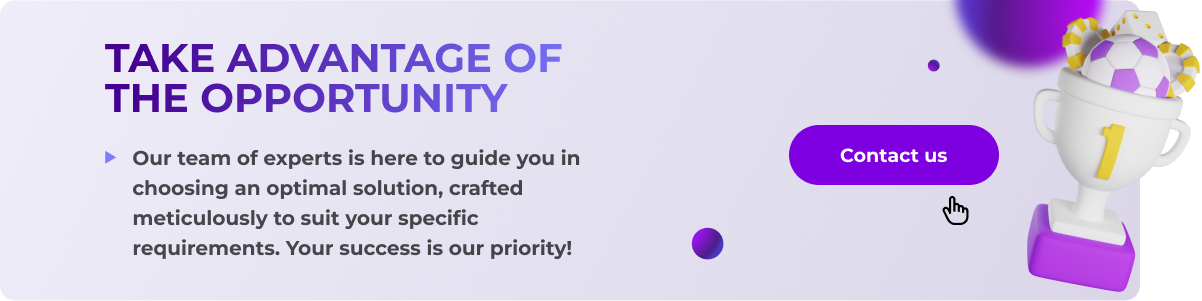 TAKE ADVANTAGE OF
THE OPPORTUNITY
Our team of experts is here to guide you in
choosing an optimal solution, crafted
meticulously to suit your specific
requirements. Your success is our priority!
Contact us
1